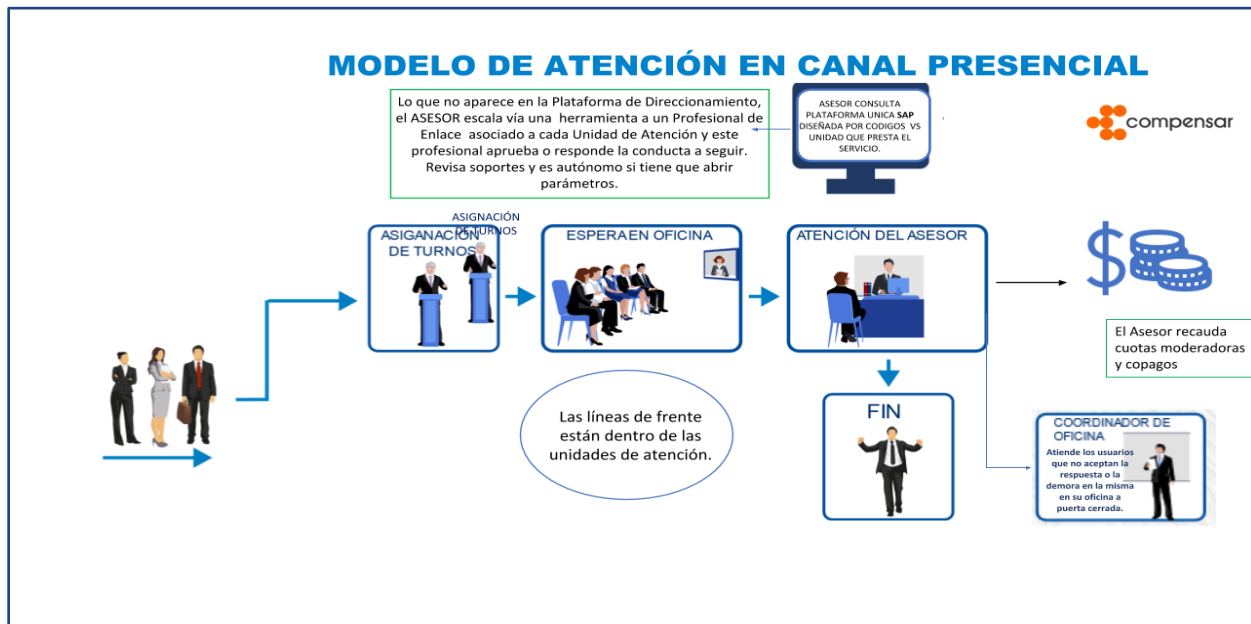 MODELO DE ATENCIÓN EN CANAL PRESENCIAL
Lo que no aparece en la Plataforma de Direccionamiento,
el ASESOR escala vía una herramienta a un Profesional de
Enlace asociado a cada Unidad de Atención y este
profesional aprueba o responde la conducta a seguir.
Revisa soportes y es autónomo si tiene que abrir
parámetros.
ASESOR CONSULTA
PLATAFORMA UNICA SAP
DISEÑADA POR CODIGOS VS
UNIDAD QUE PRESTA EL
SERVICIO.
compensar
ASIGNACIÓN
DE TURNOS
ASIGANACIÓN
DE TURNOS
ESPERA EN OFICINA
ATENCIÓN DEL ASESOR
El Asesor recauda
cuotas moderadoras
y copagos
Las líneas de frente
están dentro de las
unidades de atención.
FIN
COORDINADOR DE
OFICINA
Atiende los usuarios
que no aceptan la
respuesta o la
demora en la misma
en su oficina a
puerta cerrada.